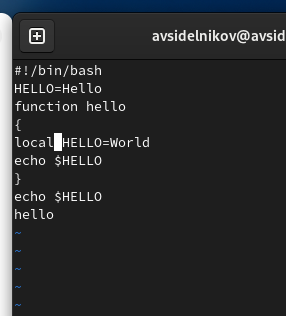 avsidelnikov@avsid
#!/bin/bash
HELLO=Hello
function hello
{
local HELLO=World
echo $HELLO
}
echo $HELLO
hello
~
~
~
~
~